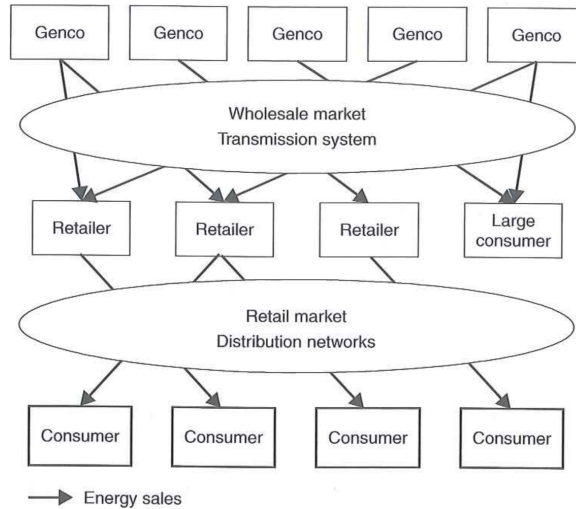 Genco
Genco
Genco
Genco
Genco
Wholesale market
Transmission system
Retailer
Retailer
Retailer
Large
consumer
Retail market
Distribution networks
Consumer
Consumer
Consumer
Consumer
Energy sales